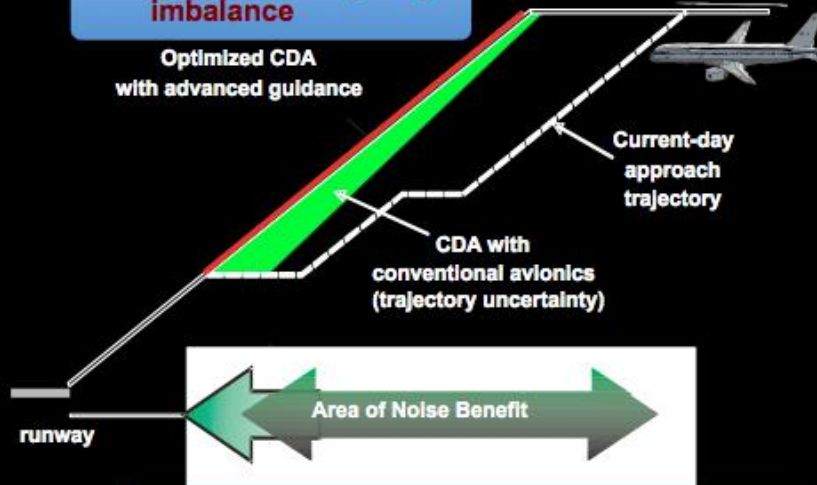 imbalance
Optimized CDA
with advanced guidance
Current-day
approach
trajectory
CDA with
conventional avionics
(trajectory uncertainty)
Area of Noise Benefit
runway